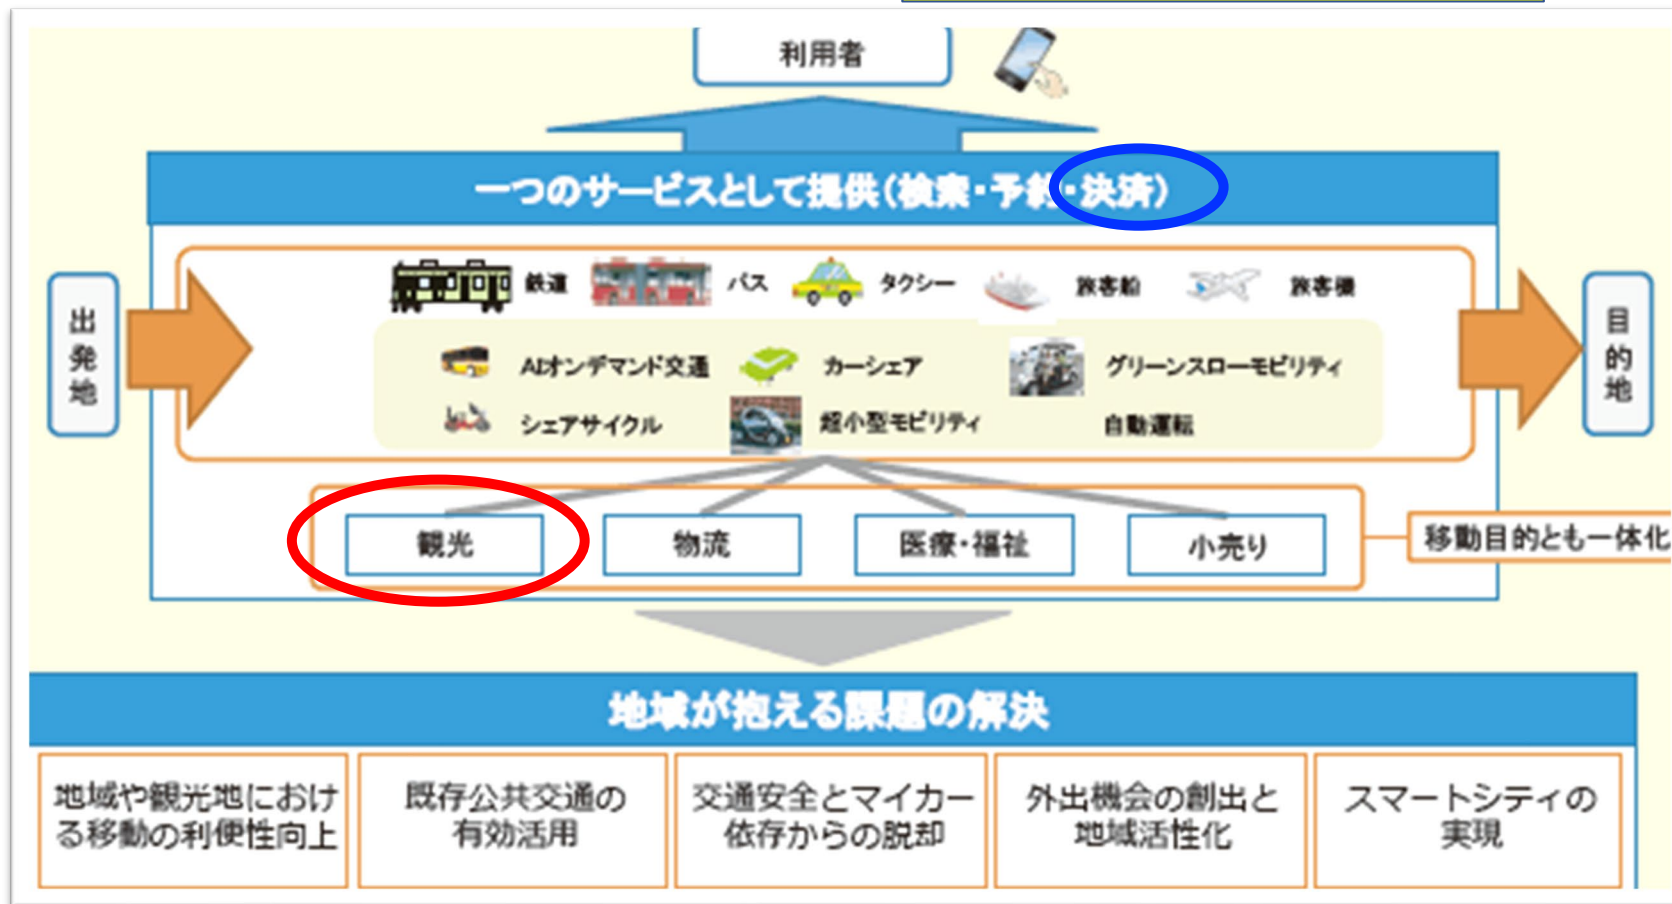 利用者
一つのサービスとして提供(検索・予約・決済)
出発地
鉄道 バス タクシー 旅客船 旅客機
AIオンデマンド交通 カーシェア グリーンスローモビリティ
シェアサイクル 超小型モビリティ 自動運転
目的地
観光 物流 医療・福祉 小売り
移動目的とも一体化
地域が抱える課題の解決
地域や観光地におけ
る移動の利便性向上
既存公共交通の
有効活用
交通安全とマイカー
依存からの脱却
外出機会の創出と
地域活性化
スマートシティの
実現